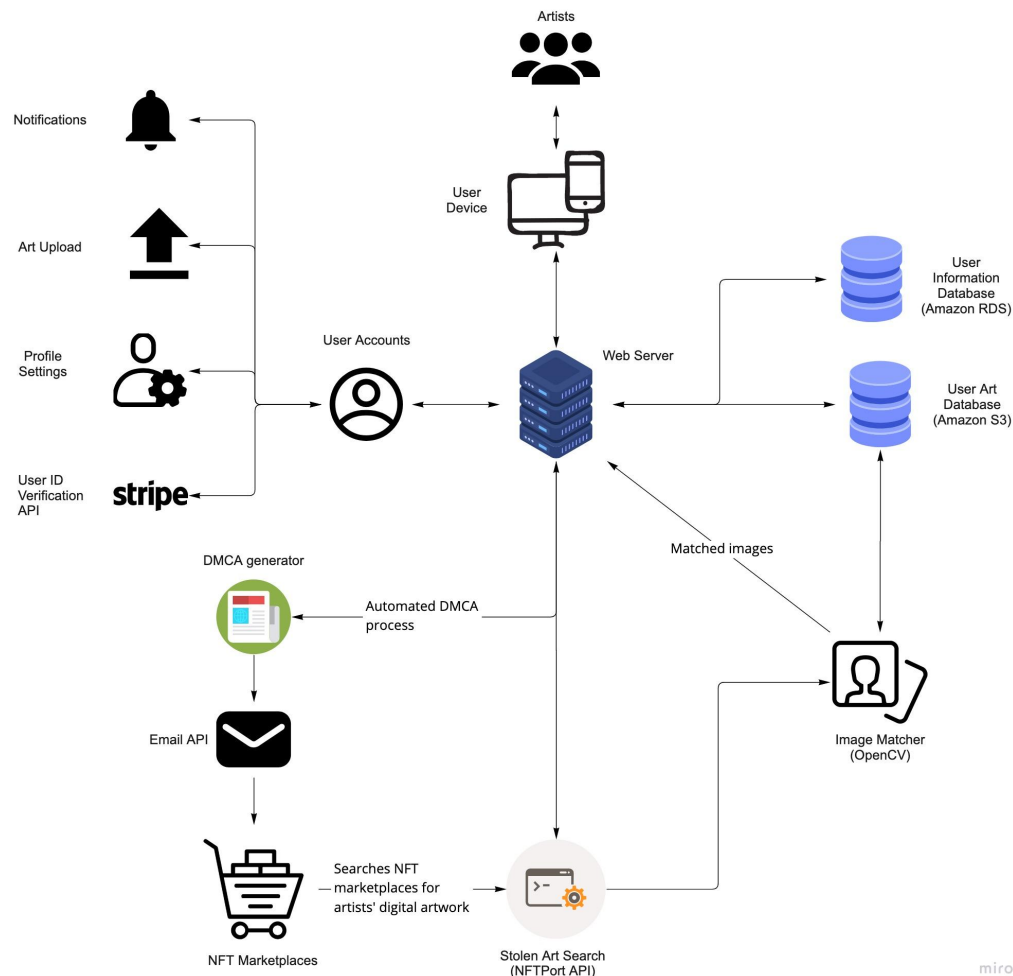 Artists
Notifications
User
Device
Art Upload
User
Information
Database
(Amazon RDS)
User Accounts
Web Server
Profile
Settings
User Art
Database
(Amazon S3)
User ID
Verification
API
stripe
Matched images
DMCA generator
Automated DMCA
process
Email API
Image Matcher
(OpenCV)
Searches NFT
marketplaces for
artists' digital artwork
NFT Marketplaces
Stolen Art Search
(NFTPort API)
miro